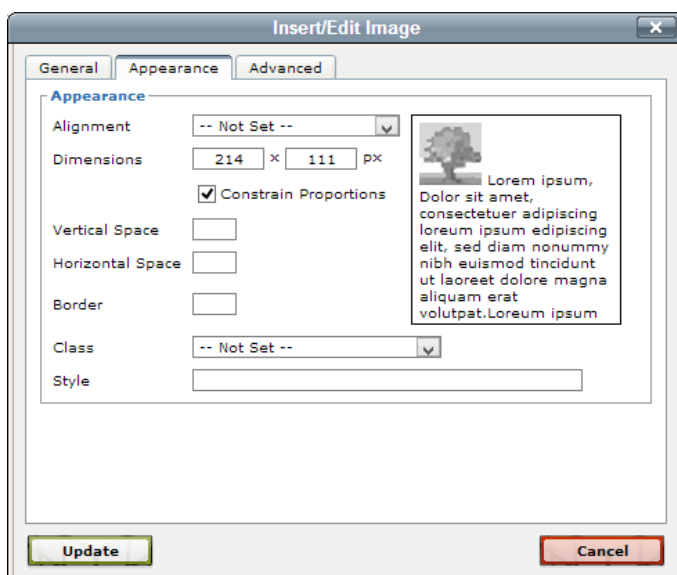 Insert/Edit Image
General Appearance Advanced
Appearance
Alignment -- Not Set --
Dimensions 214 x 111 px
Constrain Proportions
Vertical Space
Horizontal Space
Border
Lorem ipsum,
Dolor sit amet,
consectetuer adipiscing
loreum ipsum edipiscing
elit, sed diam nonummy
nibh euismod tincidunt
ut laoreet dolore magna
aliquam erat
volutpat.Loreum ipsum
Class -- Not Set --
Style
Update Cancel